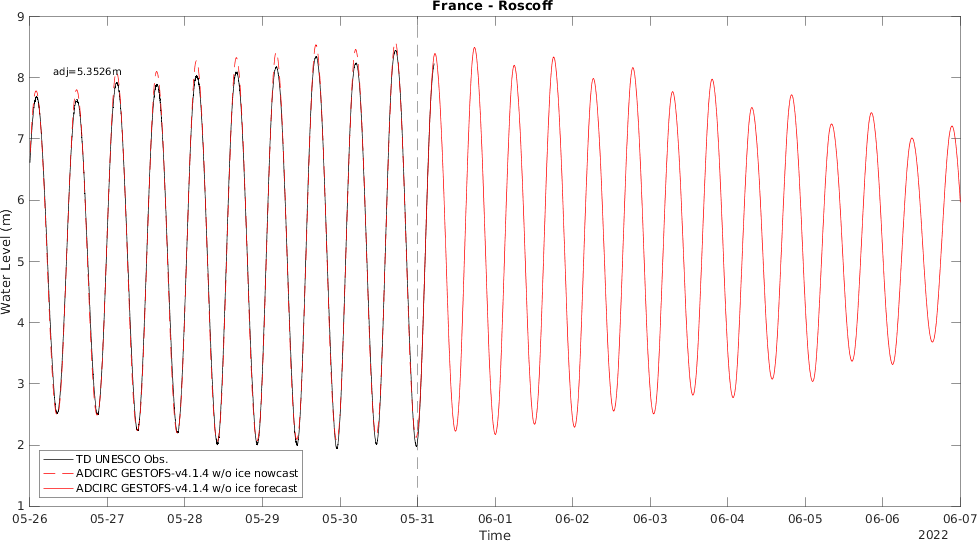 France - Roscoff
9
8
7
6
5
4
3
2
1
Water Level (m)
adj=5.3526m
TD UNESCO Obs.
ADCIRC GESTOFS-v4.1.4 w/o ice nowcast
ADCIRC GESTOFS-v4.1.4 w/o ice forecast
05-26 05-27 05-28 05-29 05-30 05-31 06-01 06-02 06-03 06-04 06-05 06-06 06-07
Time
2022